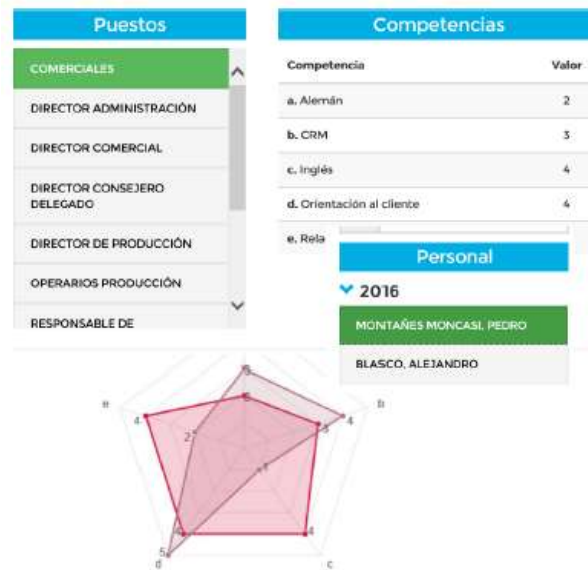 Puestos
COMERCIALES
DIRECTOR ADMINISTRACIÓN
DIRECTOR COMERCIAL
DIRECTOR CONSEJERO
DELEGADO
DIRECTOR DE PRODUCCIÓN
OPERARIOS PRODUCCIÓN
RESPONSABLE DE
Competencias
Competencia Valor
a. Alemán 2
b. CRM 3
c. Inglés 4
d. Orientación al cliente 4
e. Rela
Personal
2016
MONTAÑES MONCASI, PEDRO
BLASCO, ALEJANDRO
e
b
4
4
3
2
1
4
4
5
d
c